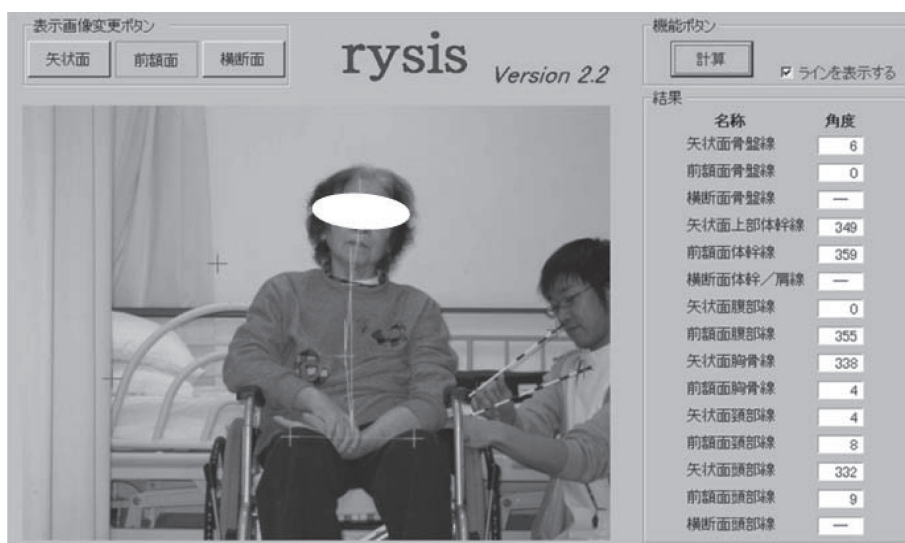 表示画像変更ボタン
矢状面 前額面 横断面
rysis Version 2.2
機能ボタン
計算
ラインを表示する
結果
名称 角度
矢状面骨盤線 6
前額面骨盤線 0
横断面骨盤線 —
矢状面上部体幹線 349
前額面体幹線 359
横断面体幹／肩線 —
矢状面腹部線 0
前額面腹部線 355
矢状面胸骨線 338
前額面胸骨線 4
矢状面頚部線 4
前額面頚部線 8
矢状面頭部線 332
前額面頭部線 9
横断面頭部線 —